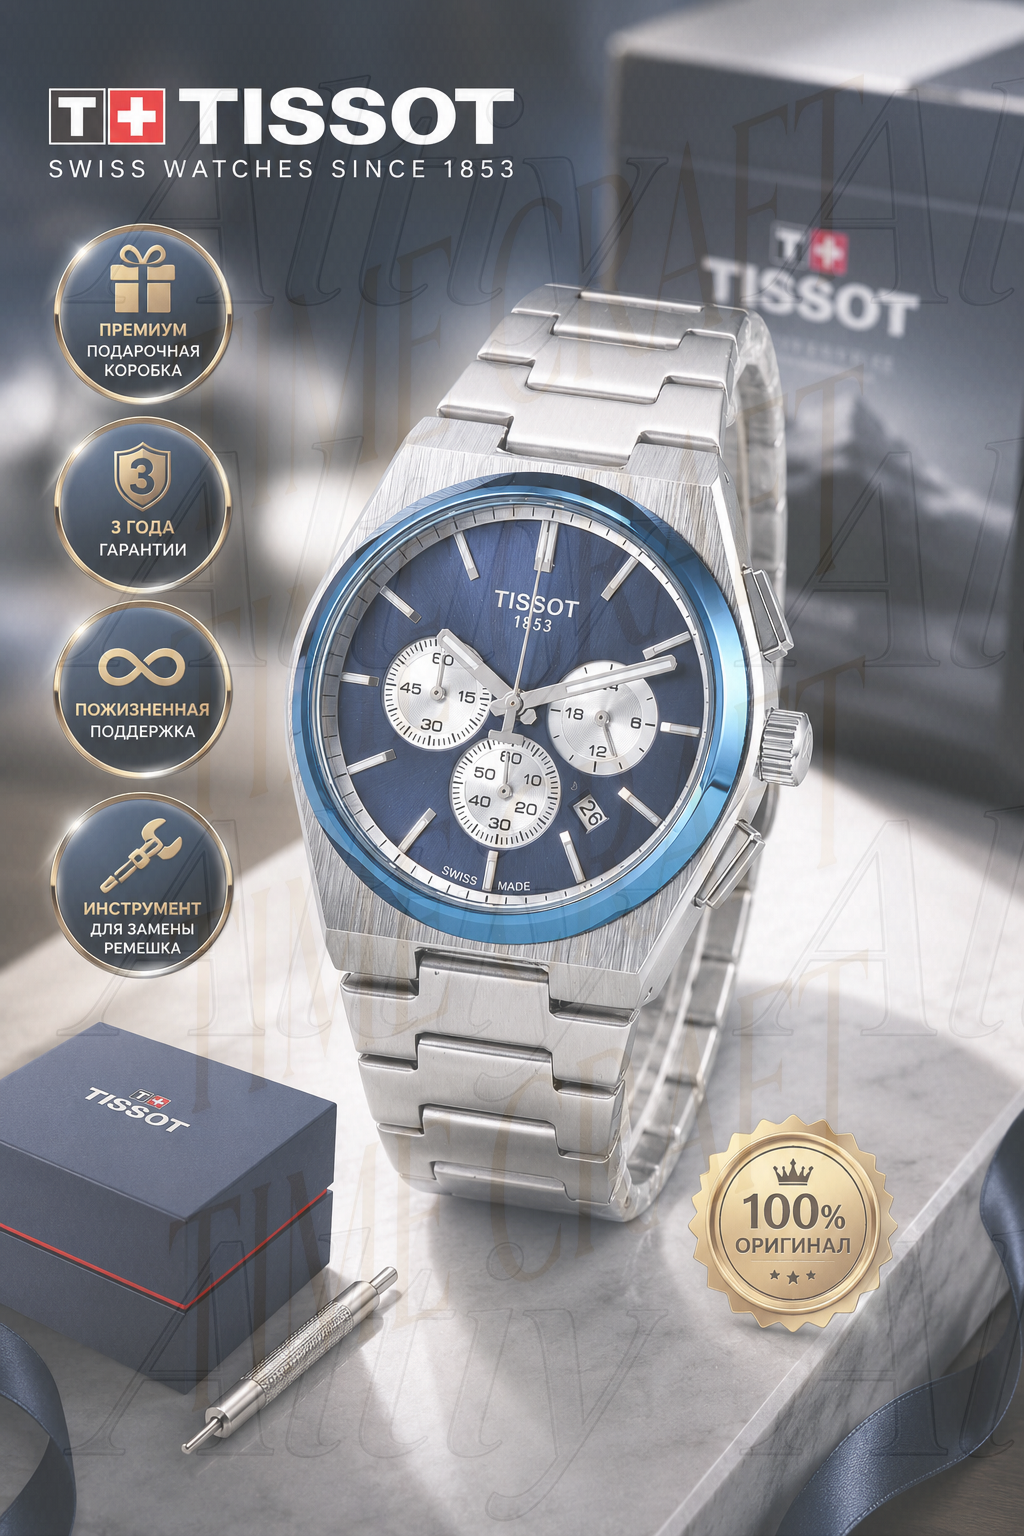 T+ TISSOT
SWISS WATCHES SINCE 1853
T+
TISSOT
ПРЕМИУМ
ПОДАРОЧНАЯ
КОРОБКА
3
3 ГОДА
ГАРАНТИИ
ПОЖИЗНЕННАЯ
ПОДДЕРЖКА
ИНСТРУМЕНТ
ДЛЯ ЗАМЕНЫ
РЕМЕШКА
TISSOT
1853
60
45 15
30
18 6
12
60
50 10
40 20
30
26
SWISS MADE
T+
TISSOT
100%
ОРИГИНАЛ
TIMECRAFT